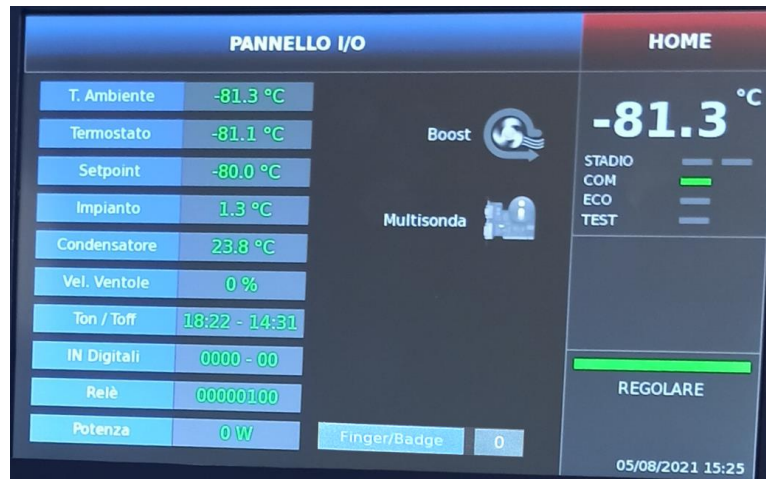 PANNELLO I/O
HOME
T. Ambiente -81.3 °C
Termostato -81.1 °C
Setpoint -80.0 °C
Impianto 1.3 °C
Condensatore 23.8 °C
Vel. Ventole 0 %
Ton / Toff 18:22 - 14:31
IN Digitali 0000 - 00
Relè 00000100
Potenza 0 W
Boost
Multisonda
Finger/Badge 0
-81.3 °C
STADIO
COM
ECO
TEST
REGOLARE
05/08/2021 15:25